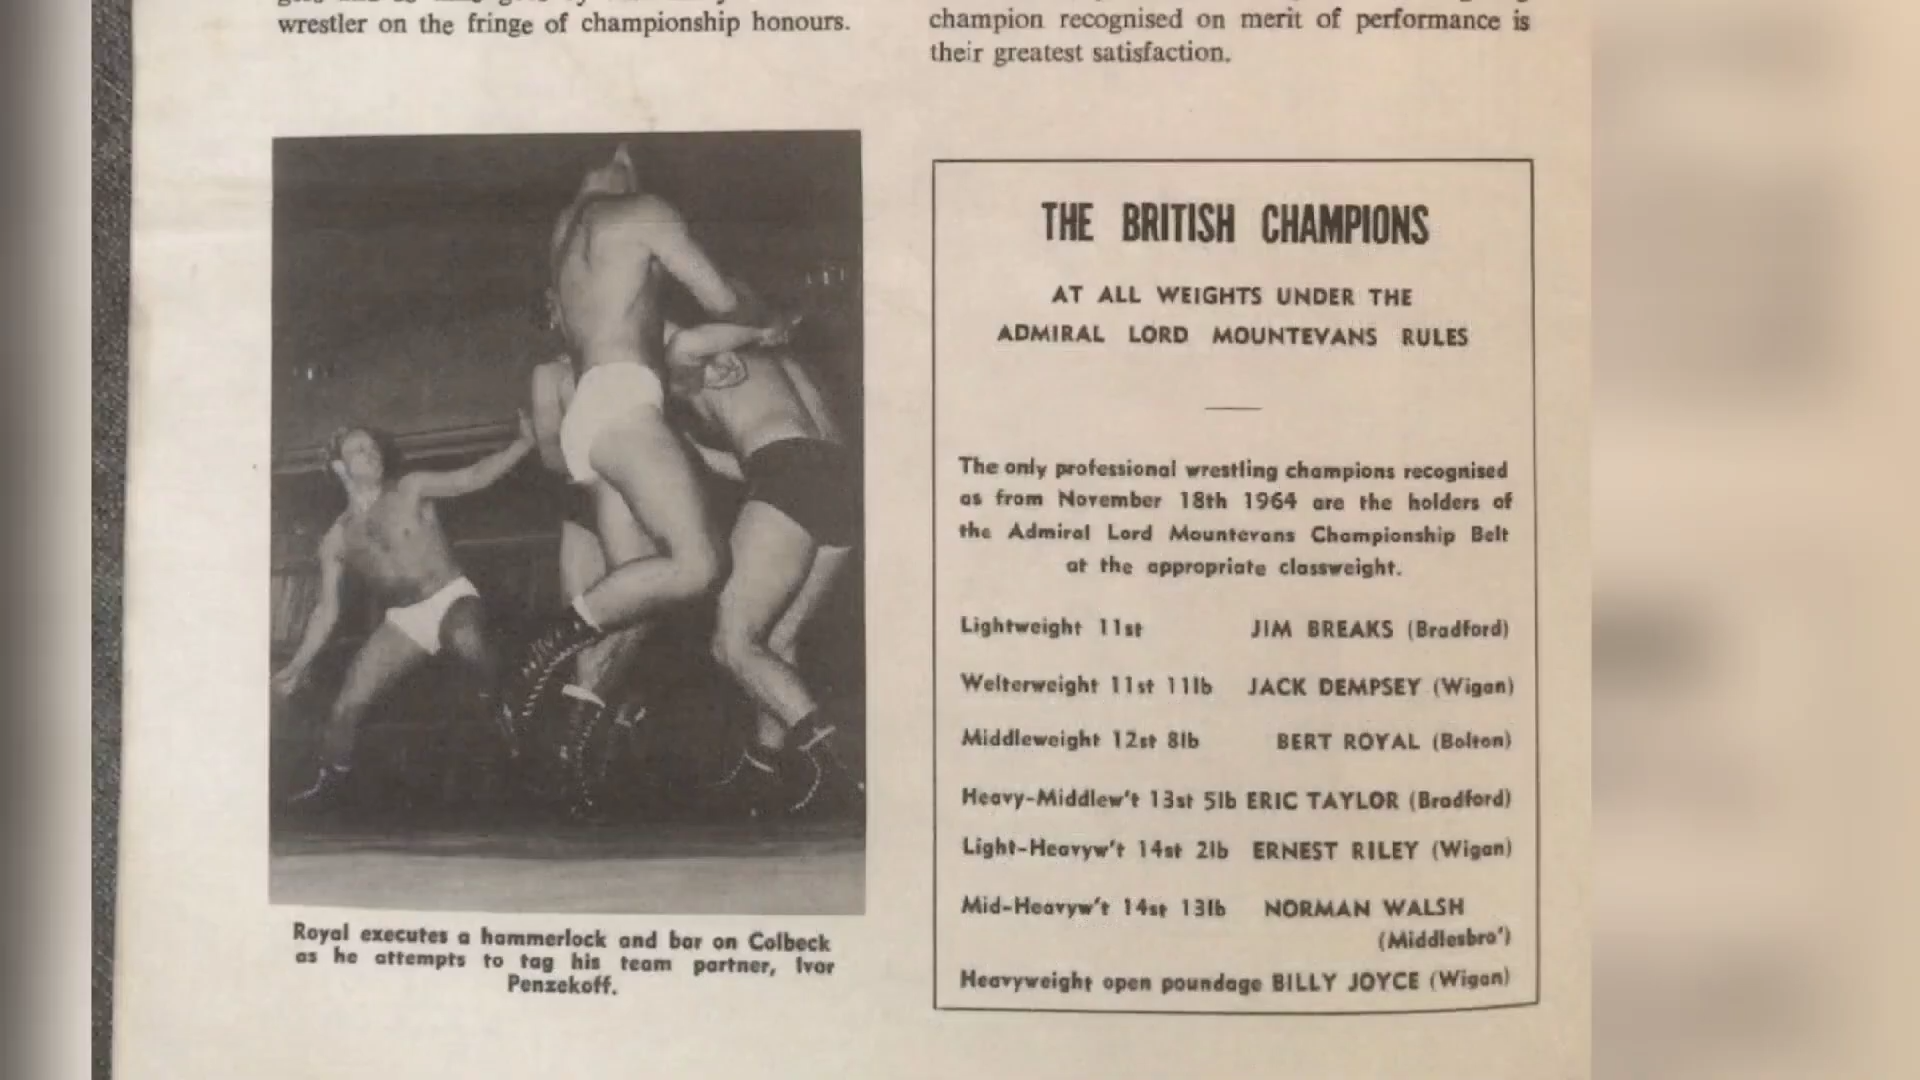 wrestler on the fringe of championship honours.
champion recognised on merit of performance is
their greatest satisfaction.
Royal executes a hammerlock and bar on Colbeck
as he attempts to tag his team partner, Ivor
Penzekoff.
THE BRITISH CHAMPIONS
AT ALL WEIGHTS UNDER THE
ADMIRAL LORD MOUNTEVANS RULES
The only professional wrestling champions recognised
as from November 18th 1964 are the holders of
the Admiral Lord Mountevans Championship Belt
at the appropriate classweight.
Lightweight 11st JIM BREAKS (Bradford)
Welterweight 11st 11lb JACK DEMPSEY (Wigan)
Middleweight 12st 8lb BERT ROYAL (Bolton)
Heavy-Middlew't 13st 5lb ERIC TAYLOR (Bradford)
Light-Heavyw't 14st 2lb ERNEST RILEY (Wigan)
Mid-Heavyw't 14st 13lb NORMAN WALSH
(Middlesbro')
Heavyweight open poundage BILLY JOYCE (Wigan)